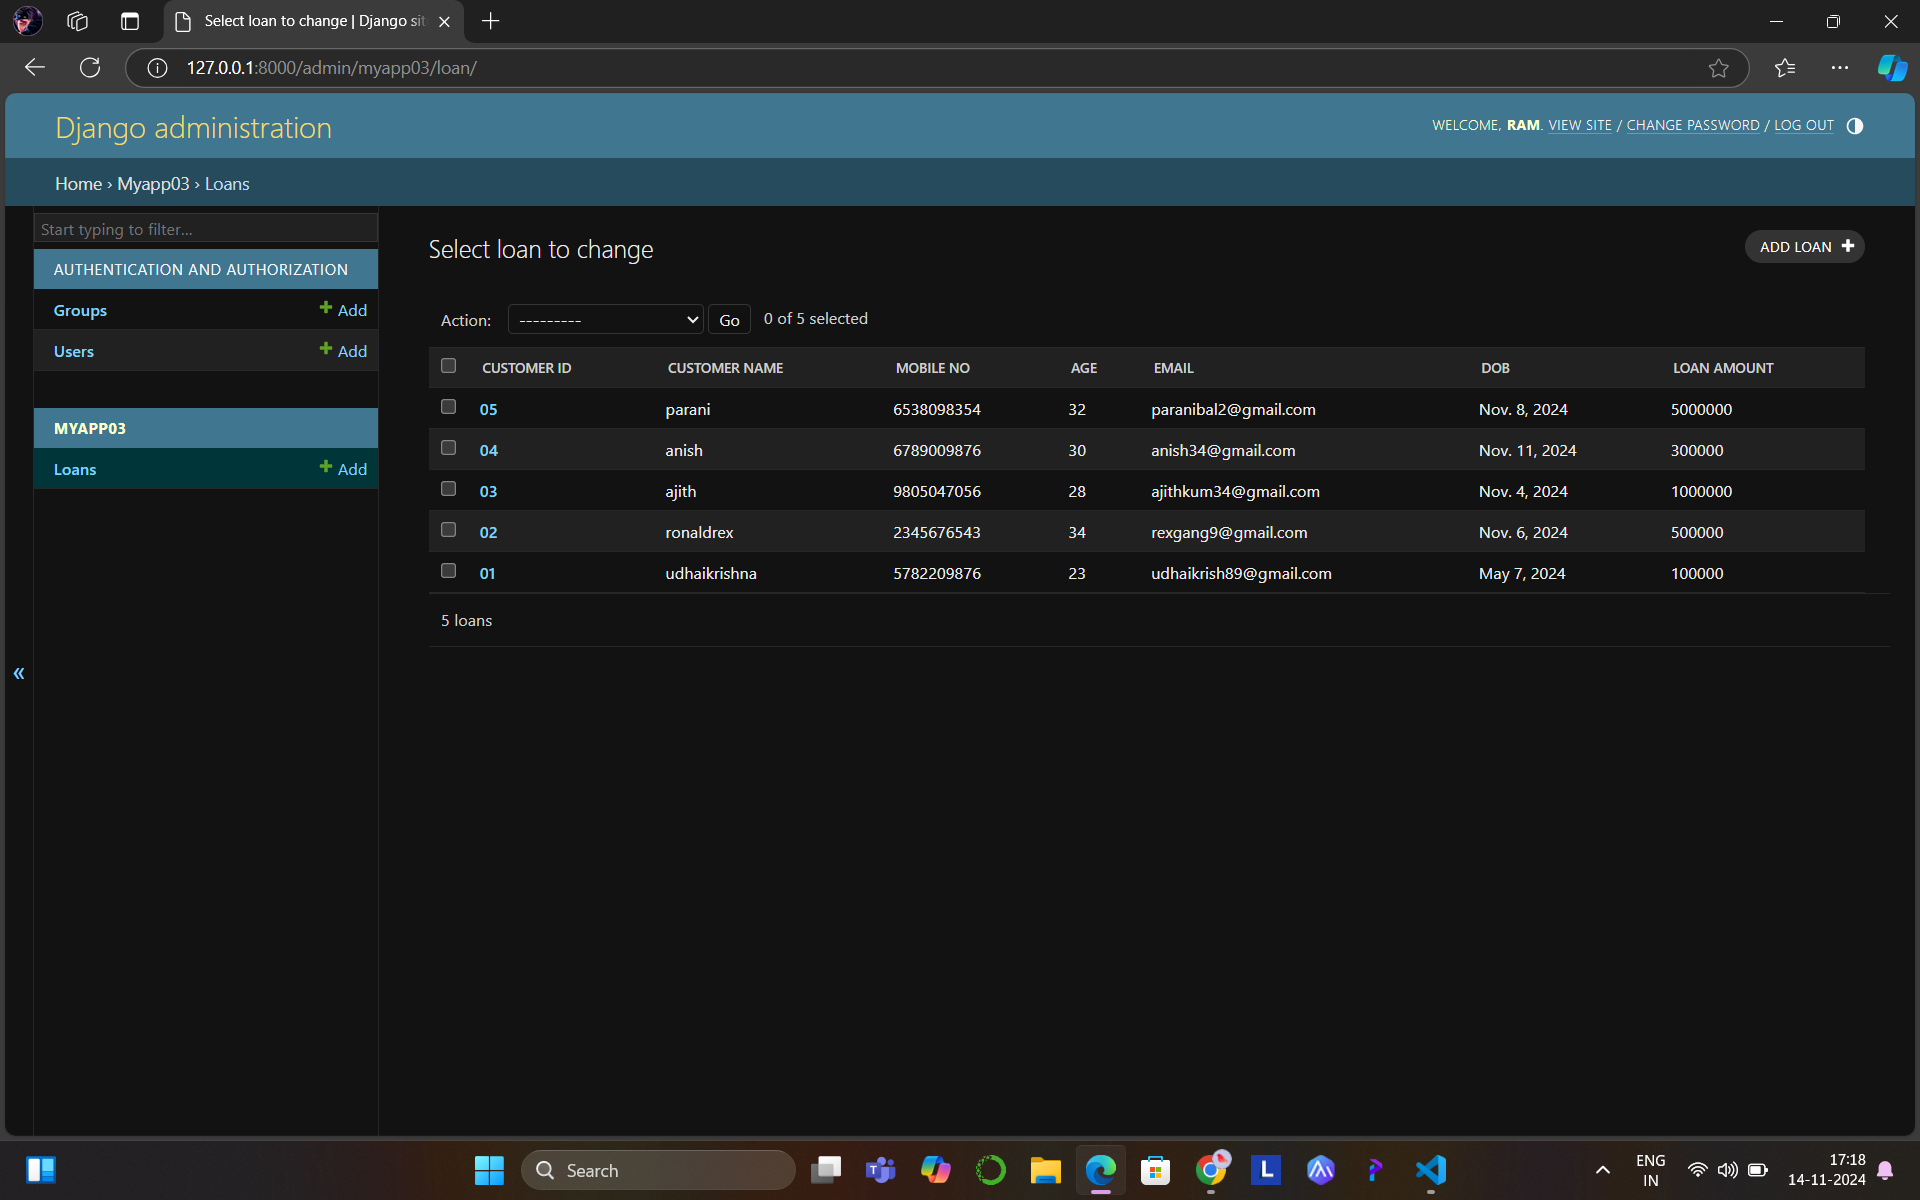 Select loan to change | Django sit
127.0.0.1:8000/admin/myapp03/loan/
Django administration
WELCOME, RAM. VIEW SITE / CHANGE PASSWORD / LOG OUT
Home › Myapp03 › Loans
Start typing to filter...
AUTHENTICATION AND AUTHORIZATION
Groups + Add
Users + Add
MYAPP03
Loans + Add
«
Select loan to change
ADD LOAN +
Action: --------- Go 0 of 5 selected
CUSTOMER ID CUSTOMER NAME MOBILE NO AGE EMAIL DOB LOAN AMOUNT
05 parani 6538098354 32 paranibal2@gmail.com Nov. 8, 2024 5000000
04 anish 6789009876 30 anish34@gmail.com Nov. 11, 2024 300000
03 ajith 9805047056 28 ajithkum34@gmail.com Nov. 4, 2024 1000000
02 ronaldrex 2345676543 34 rexgang9@gmail.com Nov. 6, 2024 500000
01 udhaikrishna 5782209876 23 udhaikrish89@gmail.com May 7, 2024 100000
5 loans
Search
L
ENG
IN
17:18
14-11-2024